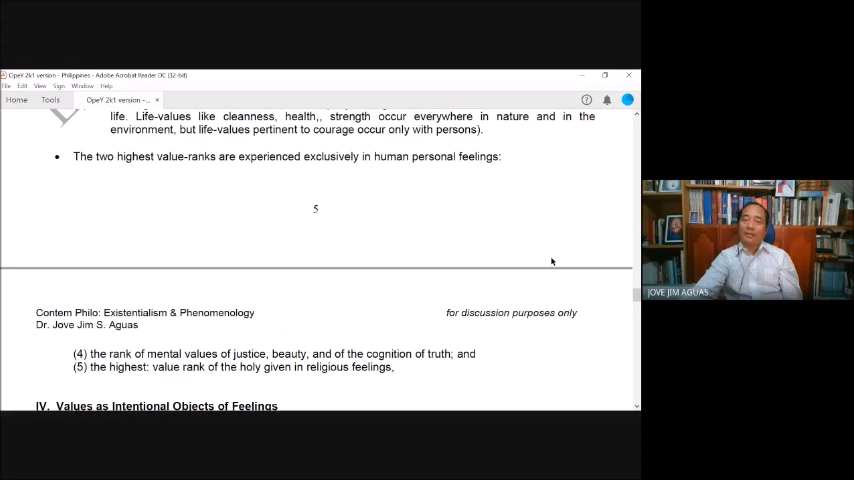 OpeY 2k1 version - Philippines - Adobe Acrobat Reader DC (32-bit)
File Edit View Sign Window Help
Home Tools OpeY 2k1 version -... ×
life. Life-values like cleanness, health,, strength occur everywhere in nature and in the
environment, but life-values pertinent to courage occur only with persons).
• The two highest value-ranks are experienced exclusively in human personal feelings:
5
Contem Philo: Existentialism & Phenomenology for discussion purposes only
Dr. Jove Jim S. Aguas
(4) the rank of mental values of justice, beauty, and of the cognition of truth; and
(5) the highest: value rank of the holy given in religious feelings,
IV. Values as Intentional Objects of Feelings
JOVE JIM AGUAS